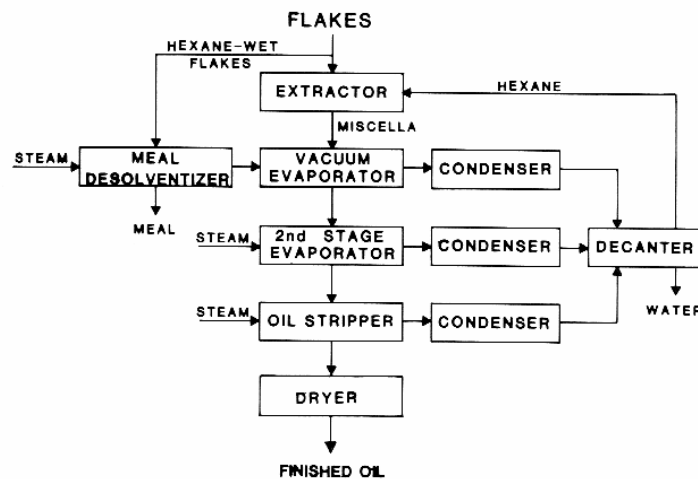 FLAKES
HEXANE-WET
FLAKES
EXTRACTOR
HEXANE
MISCELLA
STEAM
MEAL
DESOLVENTIZER
VACUUM
EVAPORATOR
CONDENSER
MEAL
STEAM
2nd STAGE
EVAPORATOR
CONDENSER
DECANTER
STEAM
OIL STRIPPER
CONDENSER
WATER
DRYER
FINISHED OIL